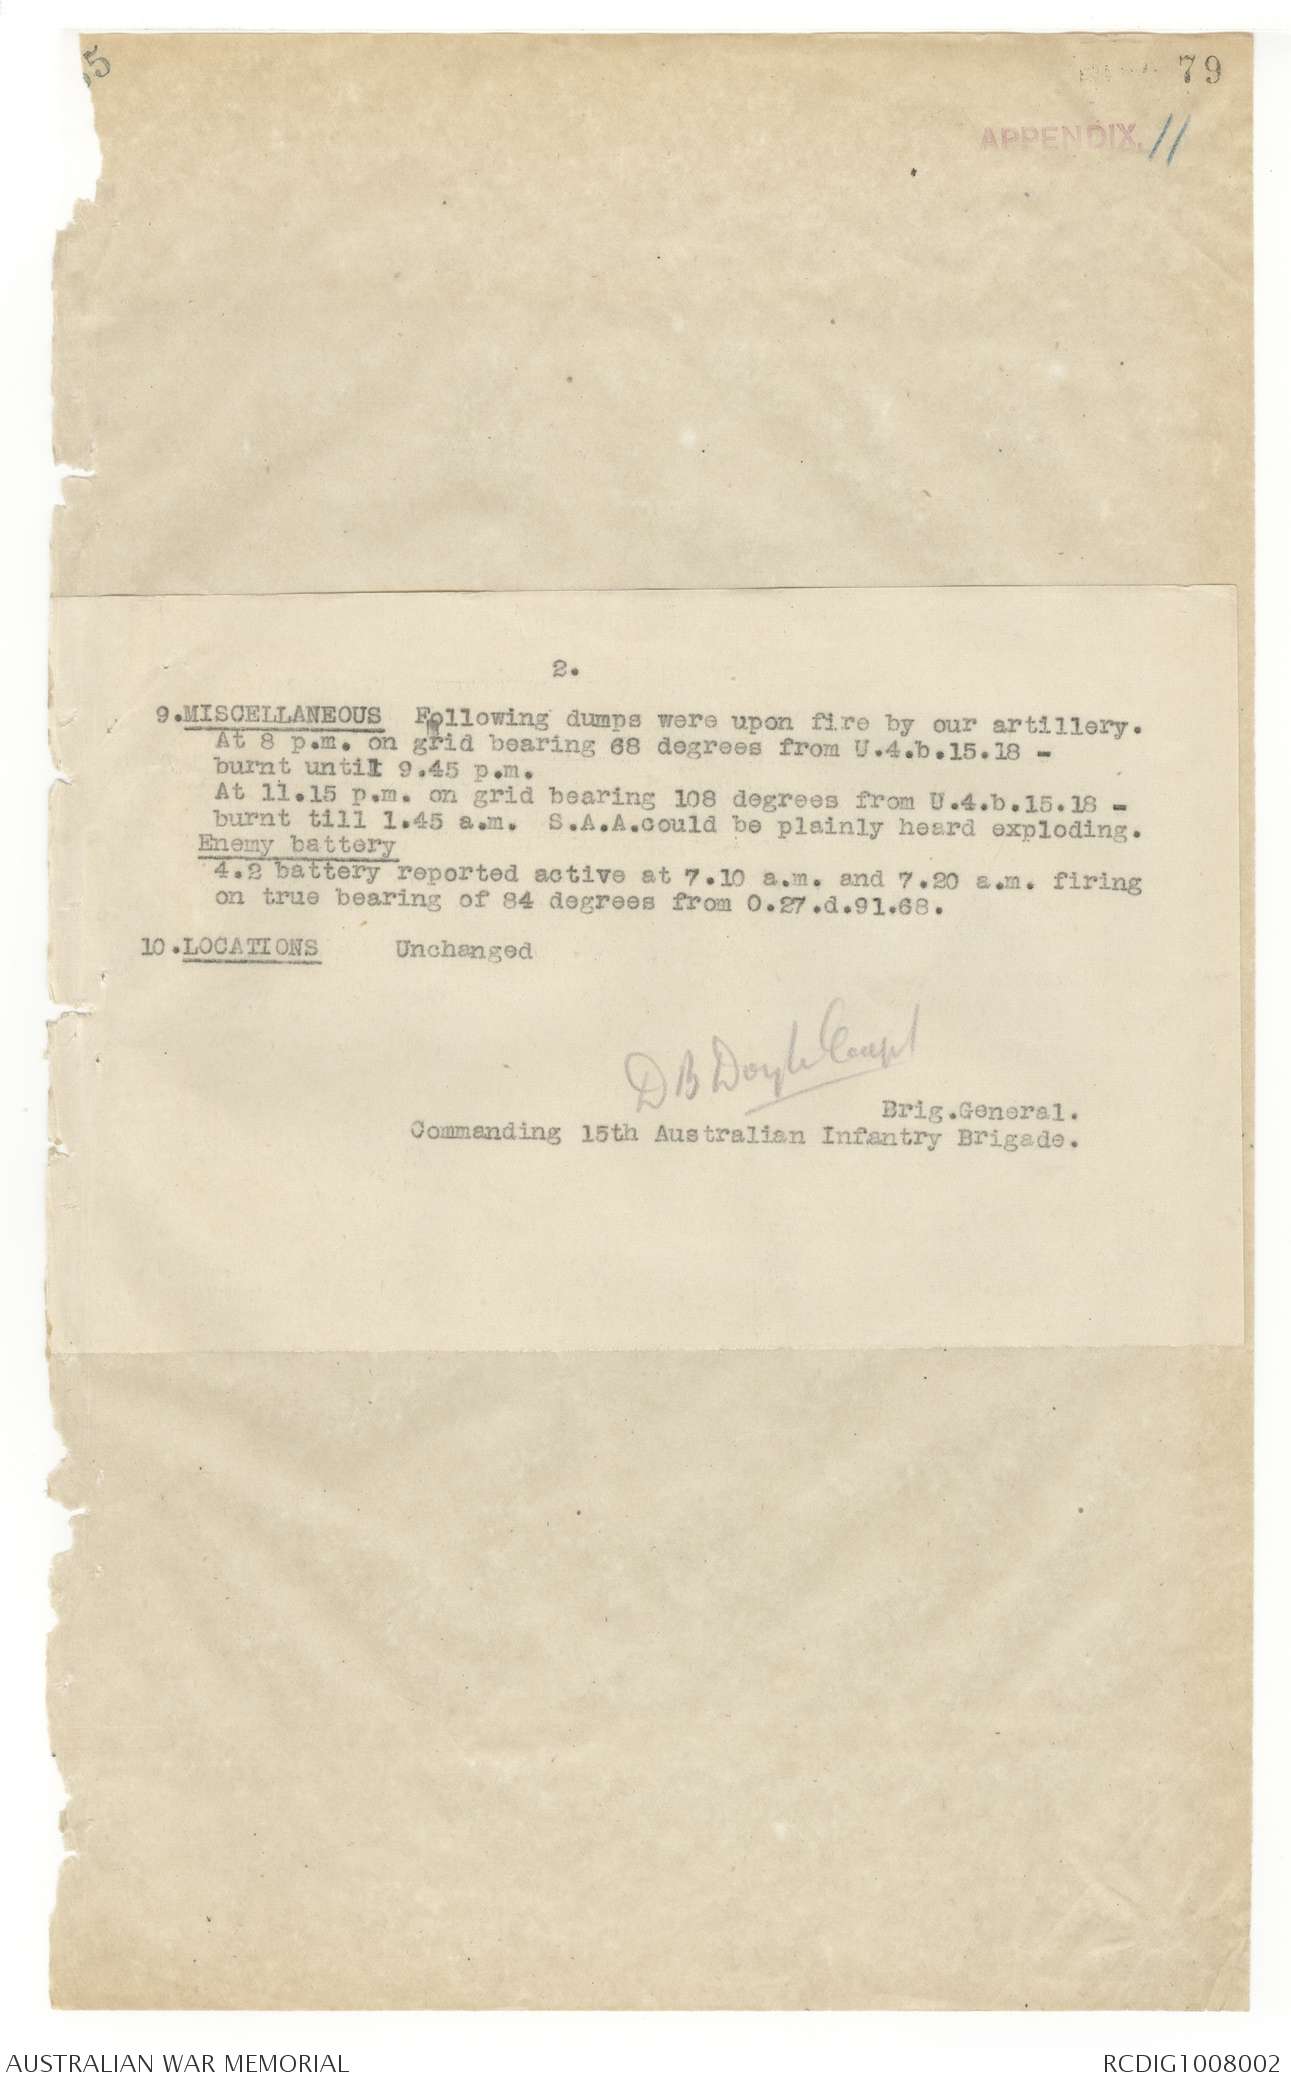 79
APPENDIX. 11
2.
9.MISCELLANEOUS Following dumps were upon fire by our artillery.
At 8 p.m. on grid bearing 68 degrees from U.4.b.15.18 -
burnt until 9.45 p.m.
At 11.15 p.m. on grid bearing 108 degrees from U.4.b.15.18 -
burnt till 1.45 a.m. S.A.A.could be plainly heard exploding.
Enemy battery
4.2 battery reported active at 7.10 a.m. and 7.20 a.m. firing
on true bearing of 84 degrees from O.27.d.91.68.
10.LOCATIONS Unchanged
D B Doyle Capt
Brig.General.
Commanding 15th Australian Infantry Brigade.
AUSTRALIAN WAR MEMORIAL
RCDIG1008002